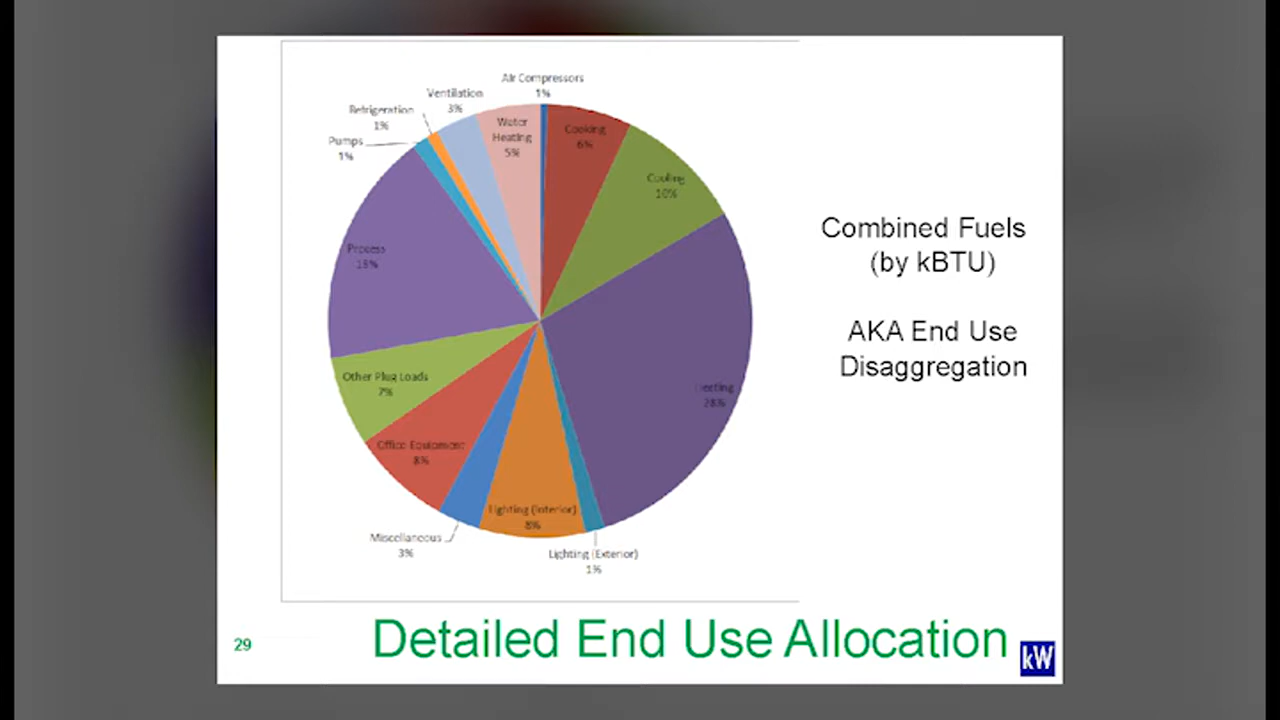 Air Compressors
1%
Cooking
6%
Cooling
10%
Heating
28%
Lighting (Exterior)
1%
Lighting (Interior)
8%
Miscellaneous
3%
Office Equipment
8%
Other Plug Loads
7%
Process
18%
Pumps
1%
Refrigeration
1%
Ventilation
3%
Water
Heating
5%
Combined Fuels
(by kBTU)
AKA End Use
Disaggregation
29
Detailed End Use Allocation
kW